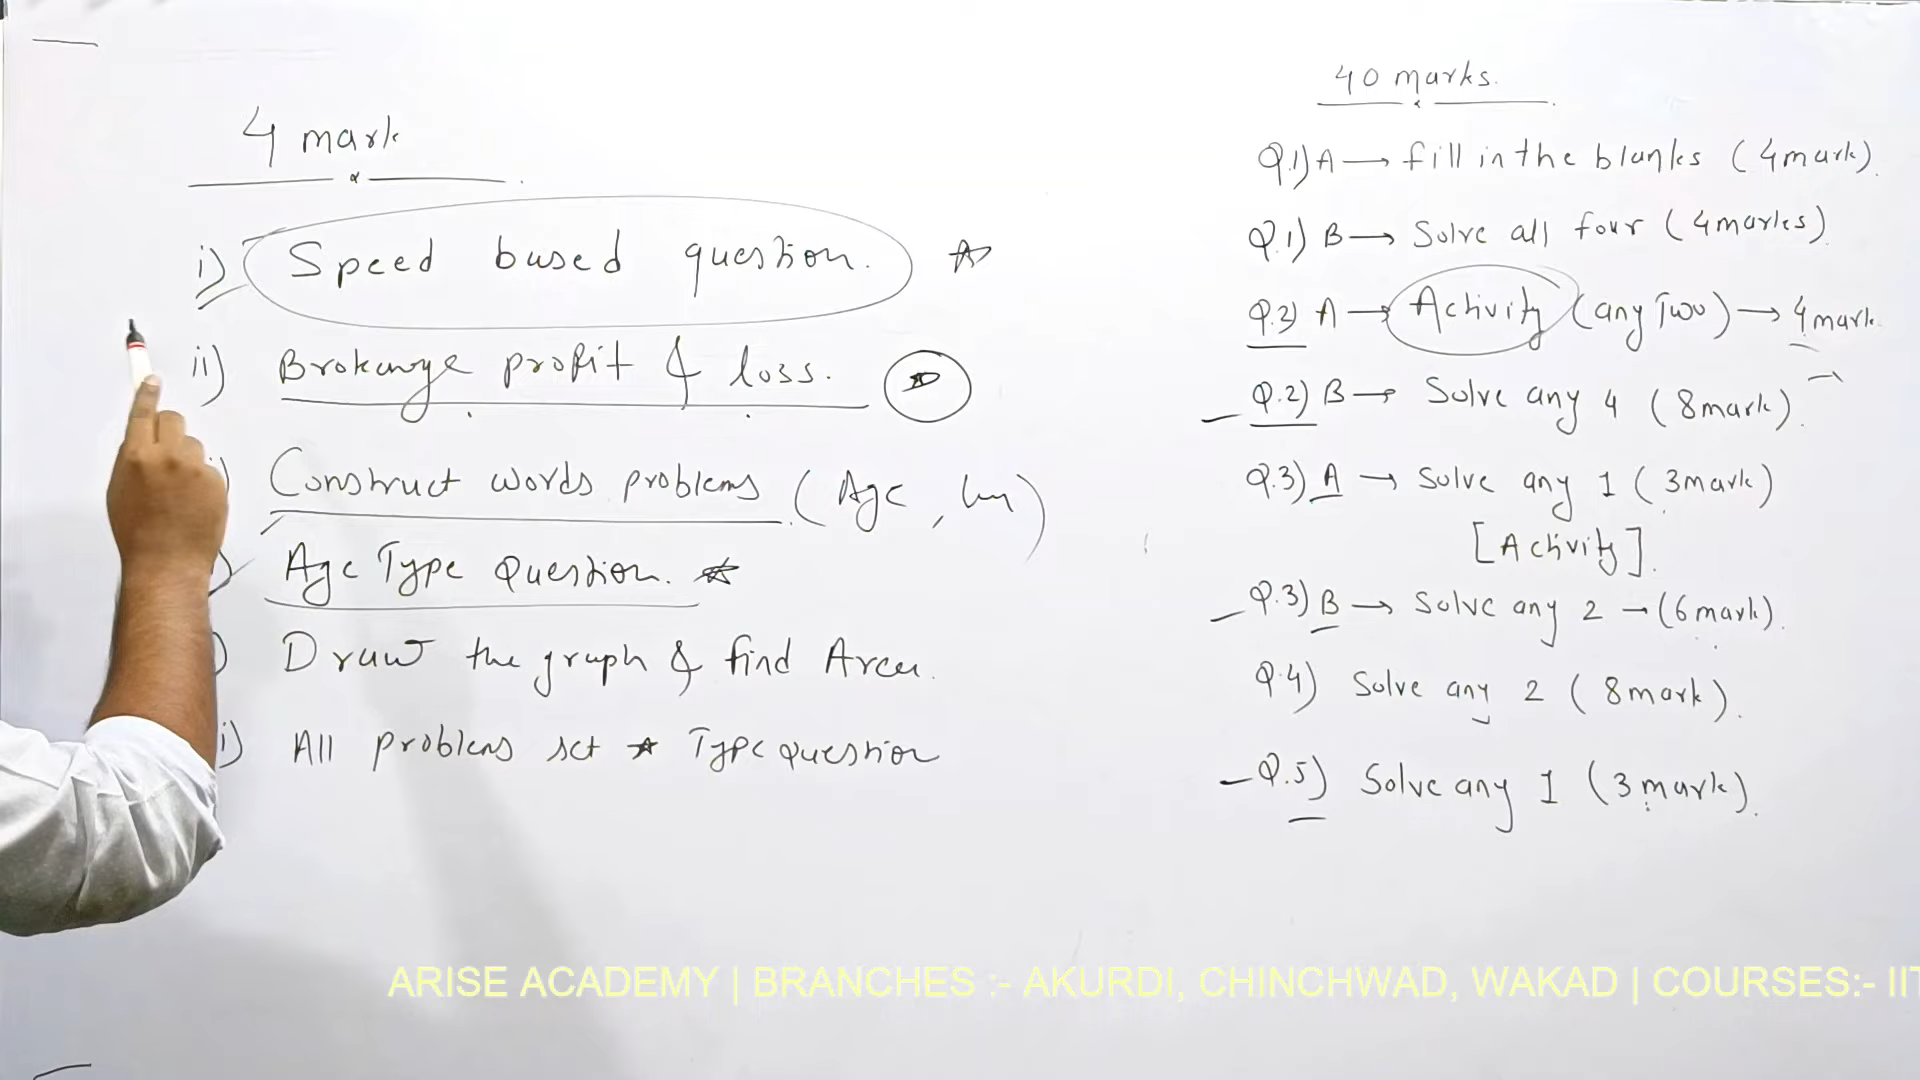 4 mark
i) Speed based question.
ii) Brokerage profit & loss.
i) Construct words problems (Age, )
) Age Type Question.
) Draw the graph & find Area.
i) All problems set ☆ Type question
40 marks.
Q.1) A → fill in the blanks (4 mark).
Q.1) B → Solve all four (4 marks)
Q.2) A → Activity (any Two) → 4 mark
Q.2) B → Solve any 4 (8 mark).
Q.3) A → Solve any 1 (3 mark)
[Activity].
Q.3) B → Solve any 2 → (6 mark).
Q.4) Solve any 2 (8 mark).
Q.5) Solve any 1 (3 mark).
ARISE ACADEMY | BRANCHES :- AKURDI, CHINCHWAD, WAKAD | COURSES:- IIT